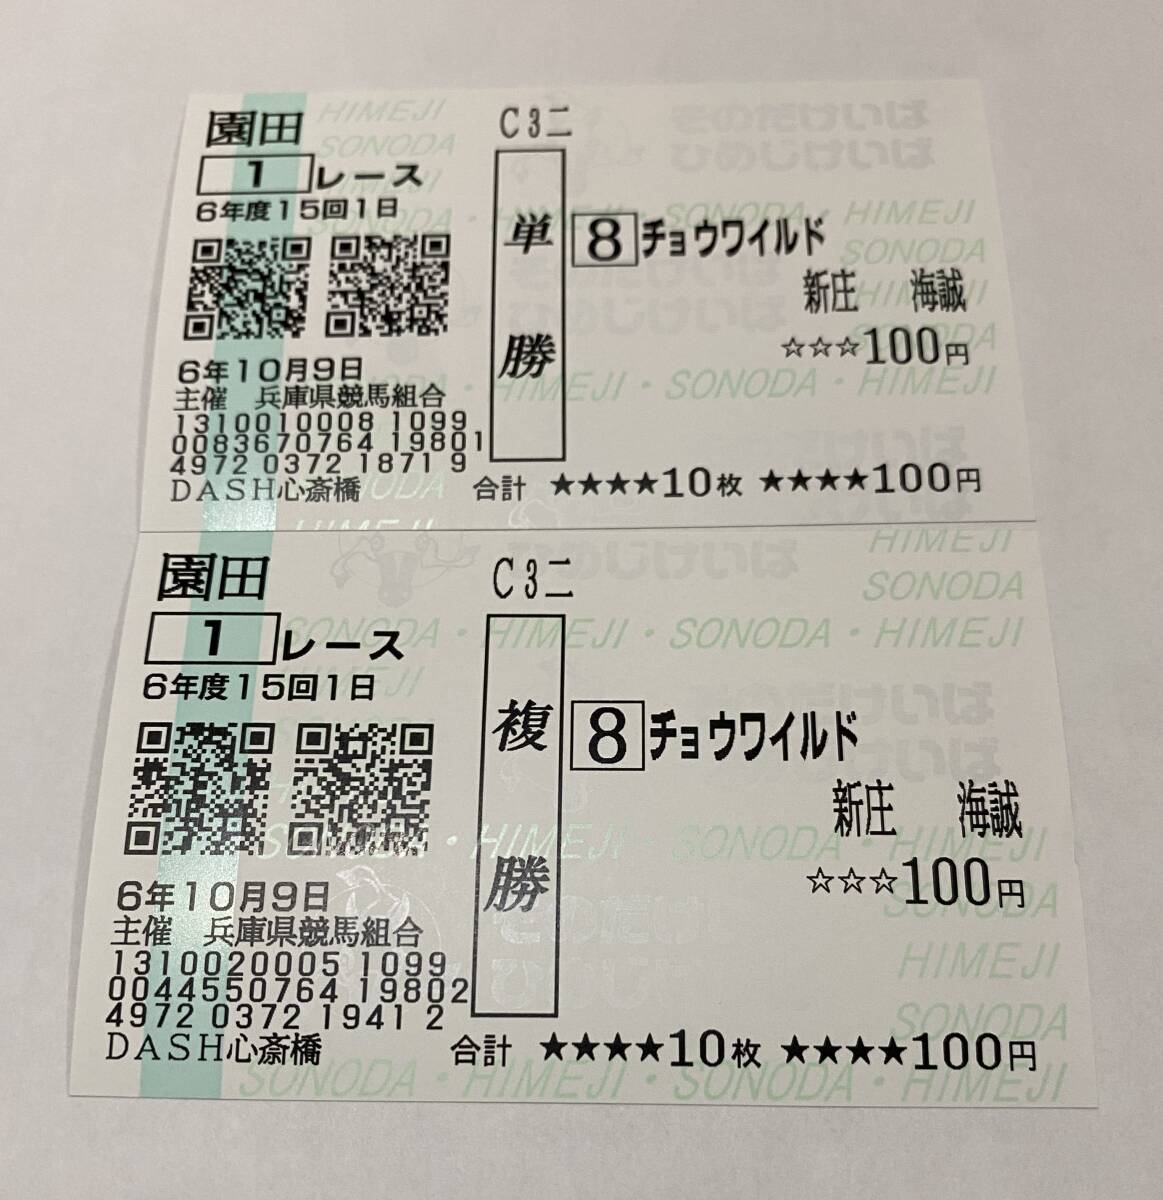 園田
1レース
6年度15回1日
6年10月9日
主催 兵庫県競馬組合
1310010008 1099
0083670764 19801
4972 0372 1871 9
DASH心斎橋
C3二
単勝
8 チョウワイルド
新庄 海誠
☆☆☆100円
合計 ★★★★10枚 ★★★★100円
園田
1レース
6年度15回1日
6年10月9日
主催 兵庫県競馬組合
1310020005 1099
0044550764 19802
4972 0372 1941 2
DASH心斎橋
C3二
複勝
8 チョウワイルド
新庄 海誠
☆☆☆100円
合計 ★★★★10枚 ★★★★100円